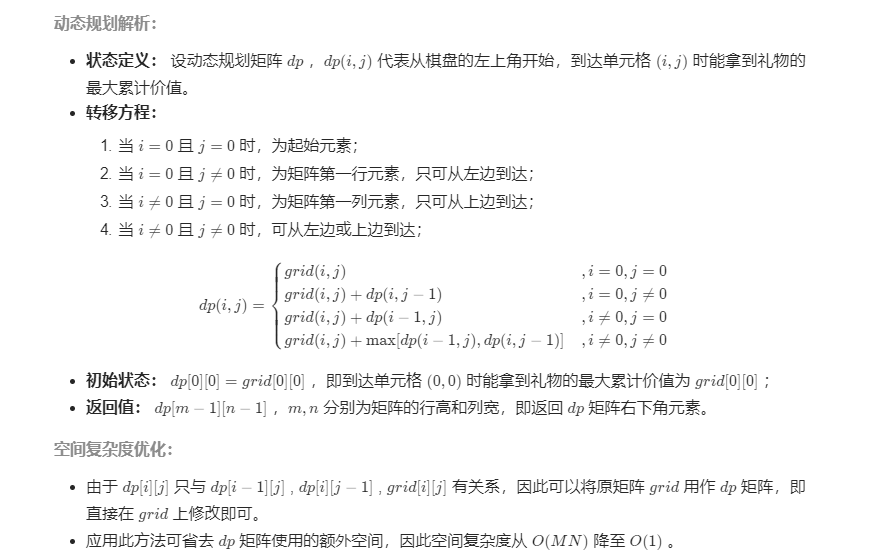 动态规划解析：
• 状态定义： 设动态规划矩阵 dp ，dp(i, j) 代表从棋盘的左上角开始，到达单元格 (i, j) 时能拿到礼物的
最大累计价值。
• 转移方程：
1. 当 i = 0 且 j = 0 时，为起始元素；
2. 当 i = 0 且 j ≠ 0 时，为矩阵第一行元素，只可从左边到达；
3. 当 i ≠ 0 且 j = 0 时，为矩阵第一列元素，只可从上边到达；
4. 当 i ≠ 0 且 j ≠ 0 时，可从左边或上边到达；
grid(i, j) , i = 0, j = 0
grid(i, j) + dp(i, j − 1) , i = 0, j ≠ 0
dp(i, j) = {
grid(i, j) + dp(i − 1, j) , i ≠ 0, j = 0
grid(i, j) + max[dp(i − 1, j), dp(i, j − 1)] , i ≠ 0, j ≠ 0
• 初始状态： dp[0][0] = grid[0][0] ，即到达单元格 (0, 0) 时能拿到礼物的最大累计价值为 grid[0][0] ；
• 返回值： dp[m − 1][n − 1] ，m, n 分别为矩阵的行高和列宽，即返回 dp 矩阵右下角元素。
空间复杂度优化：
• 由于 dp[i][j] 只与 dp[i − 1][j] , dp[i][j − 1] , grid[i][j] 有关系，因此可以将原矩阵 grid 用作 dp 矩阵，即
直接在 grid 上修改即可。
• 应用此方法可省去 dp 矩阵使用的额外空间，因此空间复杂度从 O(MN) 降至 O(1) 。